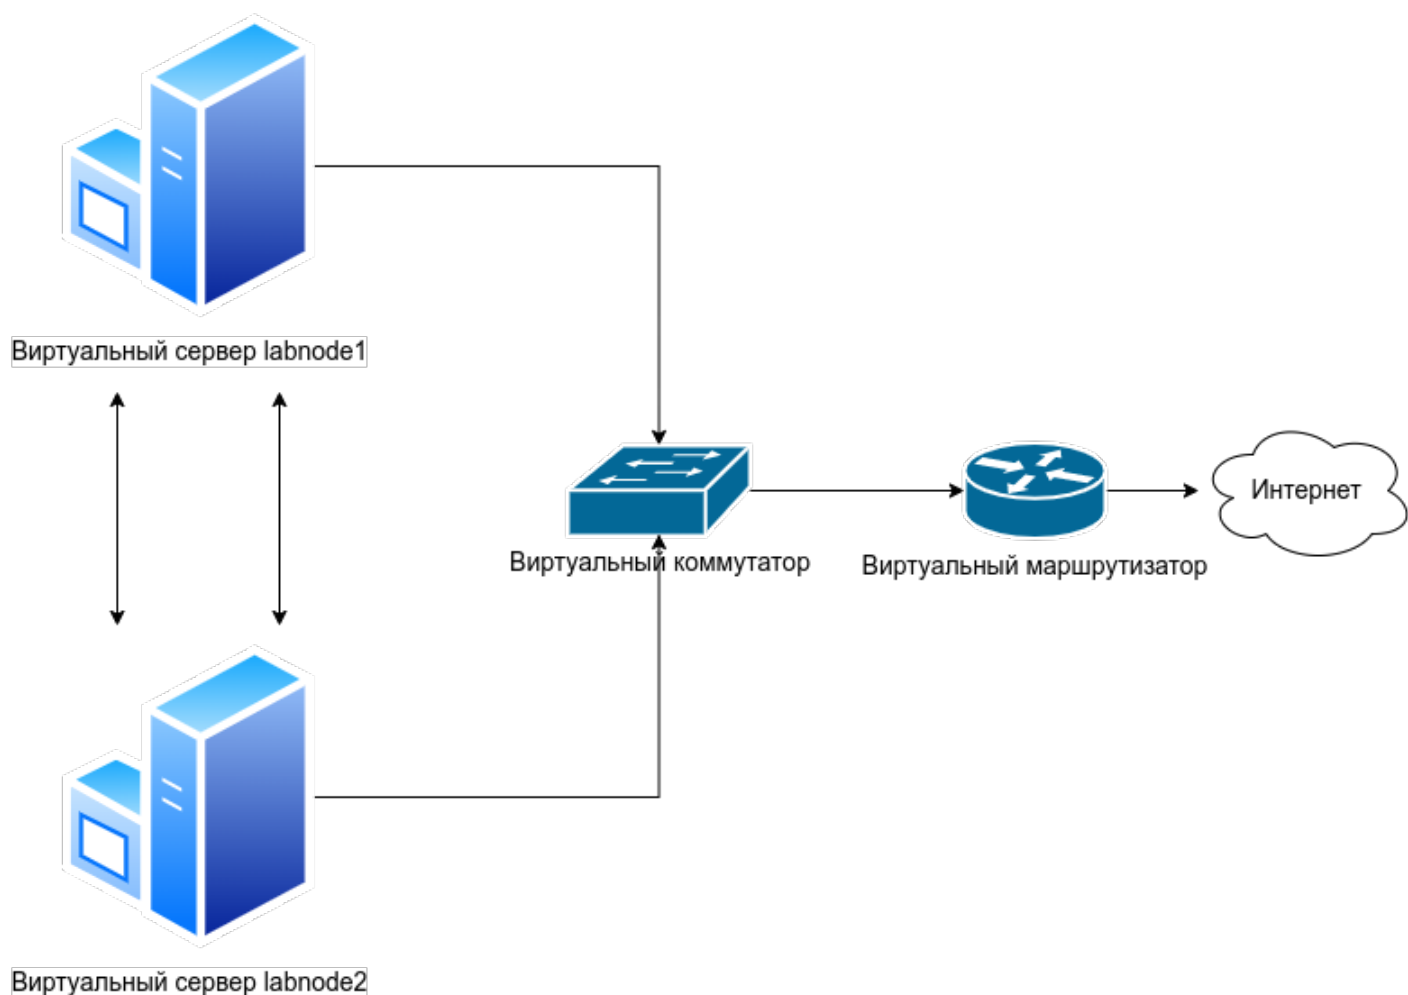 Виртуальный сервер labnode1
Интернет
Виртуальный коммутатор
Виртуальный маршрутизатор
Виртуальный сервер labnode2